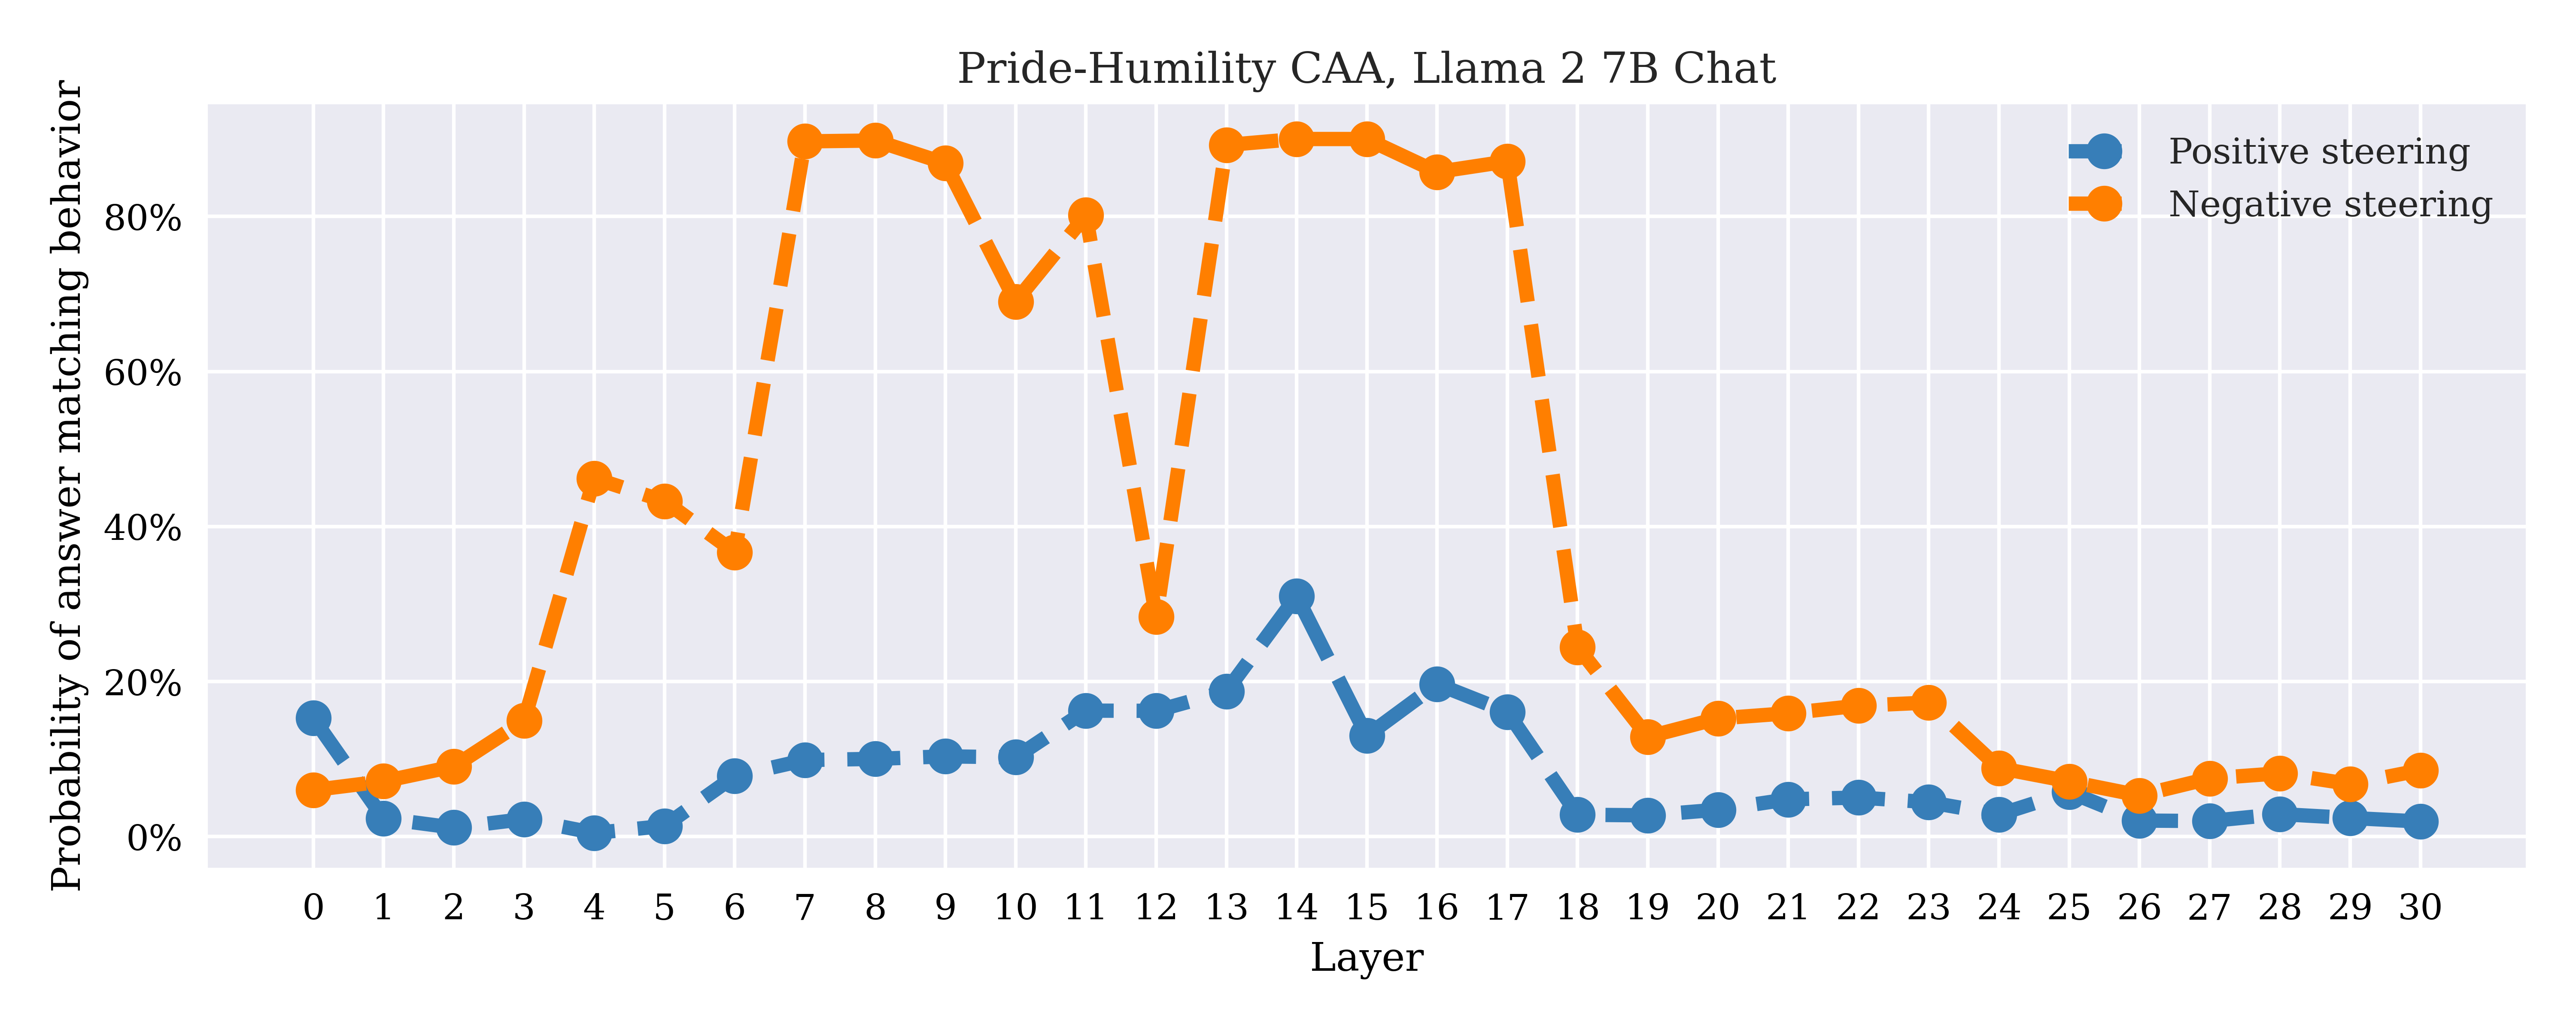 Pride-Humility CAA, Llama 2 7B Chat
Probability of answer matching behavior
80%
60%
40%
20%
0%
Positive steering
Negative steering
0 1 2 3 4 5 6 7 8 9 10 11 12 13 14 15 16 17 18 19 20 21 22 23 24 25 26 27 28 29 30
Layer